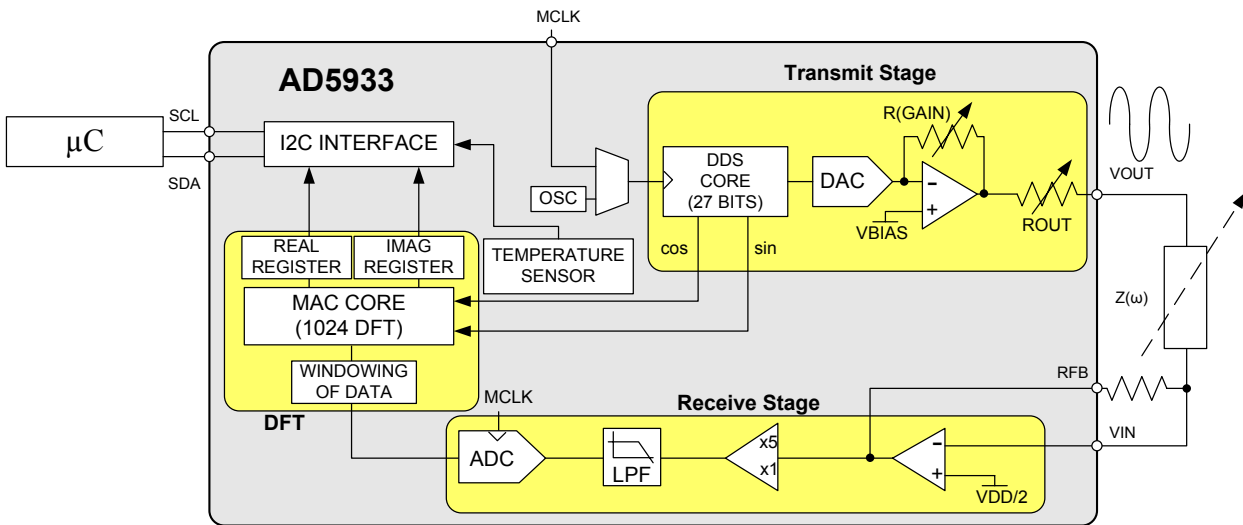 MCLK
AD5933
Transmit Stage
SCL
µC
SDA
I2C INTERFACE
R(GAIN)
VOUT
OSC
DDS
CORE
(27 BITS)
DAC
-
+
VBIAS
ROUT
cos
sin
REAL
REGISTER
IMAG
REGISTER
TEMPERATURE
SENSOR
MAC CORE
(1024 DFT)
WINDOWING
OF DATA
DFT
Z(ω)
RFB
VIN
MCLK
Receive Stage
ADC
LPF
x5
x1
-
+
VDD/2